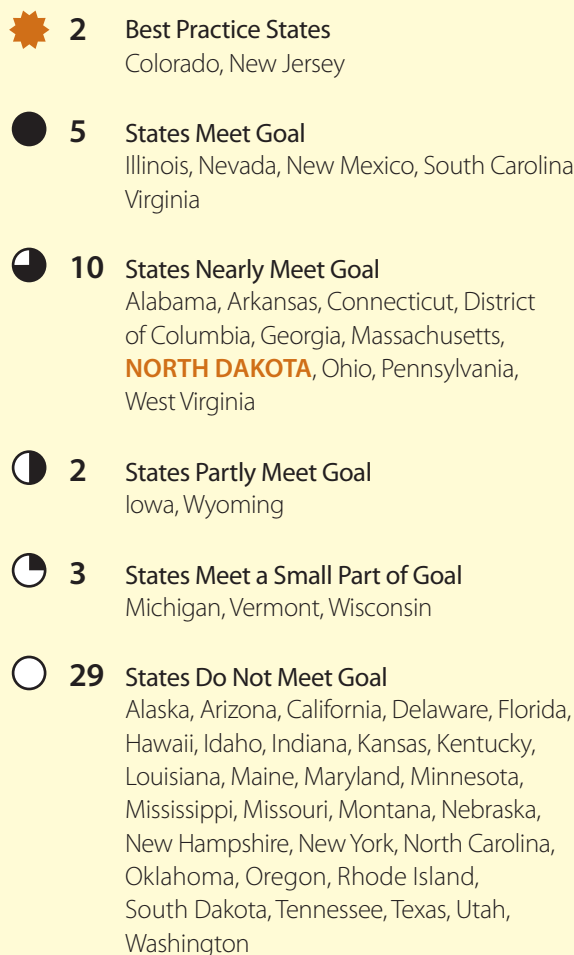 2 Best Practice States
Colorado, New Jersey
5 States Meet Goal
Illinois, Nevada, New Mexico, South Carolina
Virginia
10 States Nearly Meet Goal
Alabama, Arkansas, Connecticut, District
of Columbia, Georgia, Massachusetts,
NORTH DAKOTA, Ohio, Pennsylvania,
West Virginia
2 States Partly Meet Goal
Iowa, Wyoming
3 States Meet a Small Part of Goal
Michigan, Vermont, Wisconsin
29 States Do Not Meet Goal
Alaska, Arizona, California, Delaware, Florida,
Hawaii, Idaho, Indiana, Kansas, Kentucky,
Louisiana, Maine, Maryland, Minnesota,
Mississippi, Missouri, Montana, Nebraska,
New Hampshire, New York, North Carolina,
Oklahoma, Oregon, Rhode Island,
South Dakota, Tennessee, Texas, Utah,
Washington